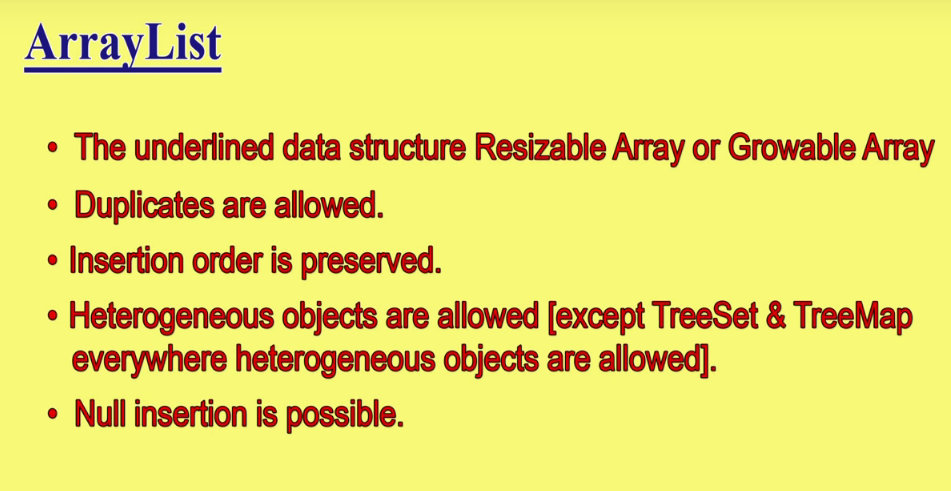 ArrayList
• The underlined data structure Resizable Array or Growable Array
• Duplicates are allowed.
• Insertion order is preserved.
• Heterogeneous objects are allowed [except TreeSet & TreeMap
everywhere heterogeneous objects are allowed].
• Null insertion is possible.